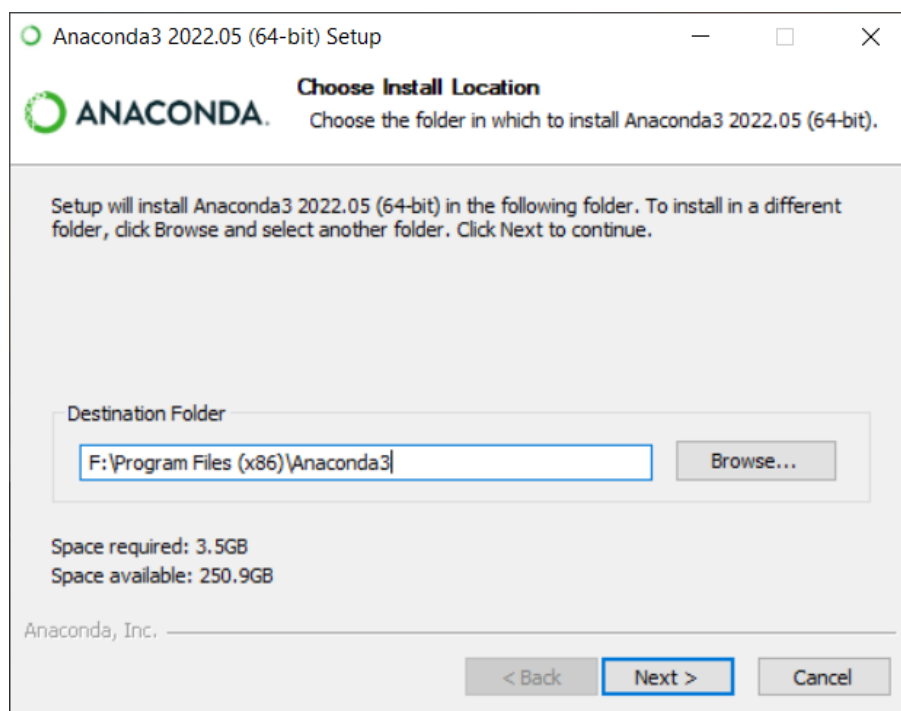 Anaconda3 2022.05 (64-bit) Setup
Choose Install Location
ANACONDA.
Choose the folder in which to install Anaconda3 2022.05 (64-bit).
Setup will install Anaconda3 2022.05 (64-bit) in the following folder. To install in a different
folder, click Browse and select another folder. Click Next to continue.
Destination Folder
F:\Program Files (x86)\Anaconda3
Browse...
Space required: 3.5GB
Space available: 250.9GB
Anaconda, Inc.
< Back
Next >
Cancel